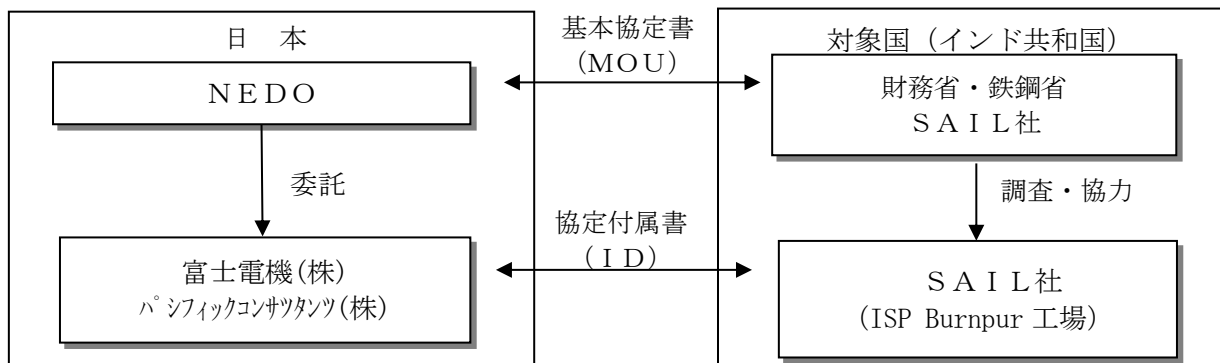 日 本
NEDO
委託
富士電機(株)
パシフィックコンサツタンツ(株)
基本協定書
(MOU)
協定付属書
(ID)
対象国(インド共和国)
財務省・鉄鋼省
SAIL社
調査・協力
SAIL社
(ISP Burnpur 工場)